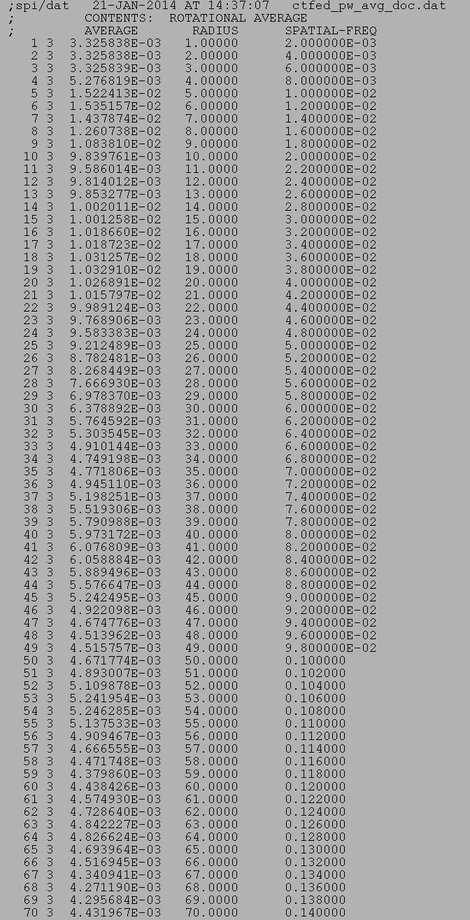 ;spi/dat   21-JAN-2014 AT 14:37:07   ctfed_pw_avg_doc.dat
; CONTENTS:  ROTIONAL AVERAGE
; AVERAGE RADIUS SPATIAL-FREQ
1 3 3.325838E-03 1.00000 2.000000E-03
2 3 3.325838E-03 2.00000 4.000000E-03
3 3 3.325839E-03 3.00000 6.000000E-03
4 3 5.276819E-03 4.00000 8.000000E-03
5 3 1.522413E-02 5.00000 1.000000E-02
6 3 1.535157E-02 6.00000 1.200000E-02
7 3 1.437874E-02 7.00000 1.400000E-02
8 3 1.260738E-02 8.00000 1.600000E-02
9 3 1.083810E-02 9.00000 1.800000E-02
10 3 9.839761E-03 10.0000 2.000000E-02
11 3 9.586014E-03 11.0000 2.200000E-02
12 3 9.814012E-03 12.0000 2.400000E-02
13 3 9.853277E-03 13.0000 2.600000E-02
14 3 1.002011E-02 14.0000 2.800000E-02
15 3 1.001258E-02 15.0000 3.000000E-02
16 3 1.018660E-02 16.0000 3.200000E-02
17 3 1.018723E-02 17.0000 3.400000E-02
18 3 1.031257E-02 18.0000 3.600000E-02
19 3 1.032910E-02 19.0000 3.800000E-02
20 3 1.026891E-02 20.0000 4.000000E-02
21 3 1.015797E-02 21.0000 4.200000E-02
22 3 9.989124E-03 22.0000 4.400000E-02
23 3 9.768906E-03 23.0000 4.600000E-02
24 3 9.583383E-03 24.0000 4.800000E-02
25 3 9.212489E-03 25.0000 5.000000E-02
26 3 8.782481E-03 26.0000 5.200000E-02
27 3 8.268449E-03 27.0000 5.400000E-02
28 3 7.666930E-03 28.0000 5.600000E-02
29 3 6.978370E-03 29.0000 5.800000E-02
30 3 6.378892E-03 30.0000 6.000000E-02
31 3 5.764592E-03 31.0000 6.200000E-02
32 3 5.303545E-03 32.0000 6.400000E-02
33 3 4.910144E-03 33.0000 6.600000E-02
34 3 4.749198E-03 34.0000 6.800000E-02
35 3 4.771806E-03 35.0000 7.000000E-02
36 3 4.945110E-03 36.0000 7.200000E-02
37 3 5.198251E-03 37.0000 7.400000E-02
38 3 5.519306E-03 38.0000 7.600000E-02
39 3 5.790988E-03 39.0000 7.800000E-02
40 3 5.973172E-03 40.0000 8.000000E-02
41 3 6.076809E-03 41.0000 8.200000E-02
42 3 6.058884E-03 42.0000 8.400000E-02
43 3 5.889496E-03 43.0000 8.600000E-02
44 3 5.576647E-03 44.0000 8.800000E-02
45 3 5.242495E-03 45.0000 9.000000E-02
46 3 4.922098E-03 46.0000 9.200000E-02
47 3 4.674776E-03 47.0000 9.400000E-02
48 3 4.513962E-03 48.0000 9.600000E-02
49 3 4.515757E-03 49.0000 9.800000E-02
50 3 4.671774E-03 50.0000 0.100000
51 3 4.893007E-03 51.0000 0.102000
52 3 5.109878E-03 52.0000 0.104000
53 3 5.241954E-03 53.0000 0.106000
54 3 5.246285E-03 54.0000 0.108000
55 3 5.137533E-03 55.0000 0.110000
56 3 4.909467E-03 56.0000 0.112000
57 3 4.666555E-03 57.0000 0.114000
58 3 4.471748E-03 58.0000 0.116000
59 3 4.379860E-03 59.0000 0.118000
60 3 4.438426E-03 60.0000 0.120000
61 3 4.574930E-03 61.0000 0.122000
62 3 4.728640E-03 62.0000 0.124000
63 3 4.842227E-03 63.0000 0.126000
64 3 4.826624E-03 64.0000 0.128000
65 3 4.693964E-03 65.0000 0.130000
66 3 4.516945E-03 66.0000 0.132000
67 3 4.340941E-03 67.0000 0.134000
68 3 4.271190E-03 68.0000 0.136000
69 3 4.295684E-03 69.0000 0.138000
70 3 4.431967E-03 70.0000 0.140000